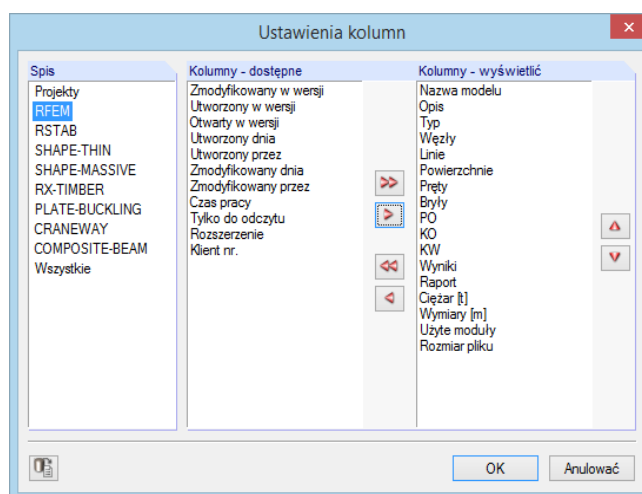 Ustawienia kolumn
Spis
Projekty
RFEM
RSTAB
SHAPE-THIN
SHAPE-MASSIVE
RX-TIMBER
PLATE-BUCKLING
CRANEWAY
COMPOSITE-BEAM
Wszystkie
Kolumny - dostępne
Zmodyfikowany w wersji
Utworzony w wersji
Otwarty w wersji
Utworzony dnia
Utworzony przez
Zmodyfikowany dnia
Zmodyfikowany przez
Czas pracy
Tylko do odczytu
Rozszerzenie
Klient nr.
Kolumny - wyświetlić
Nazwa modelu
Opis
Typ
Węzły
Linie
Powierzchnie
Pręty
Bryły
PO
KO
KW
Wyniki
Raport
Ciężar [t]
Wymiary [m]
Użyte moduły
Rozmiar pliku
OK
Anulować